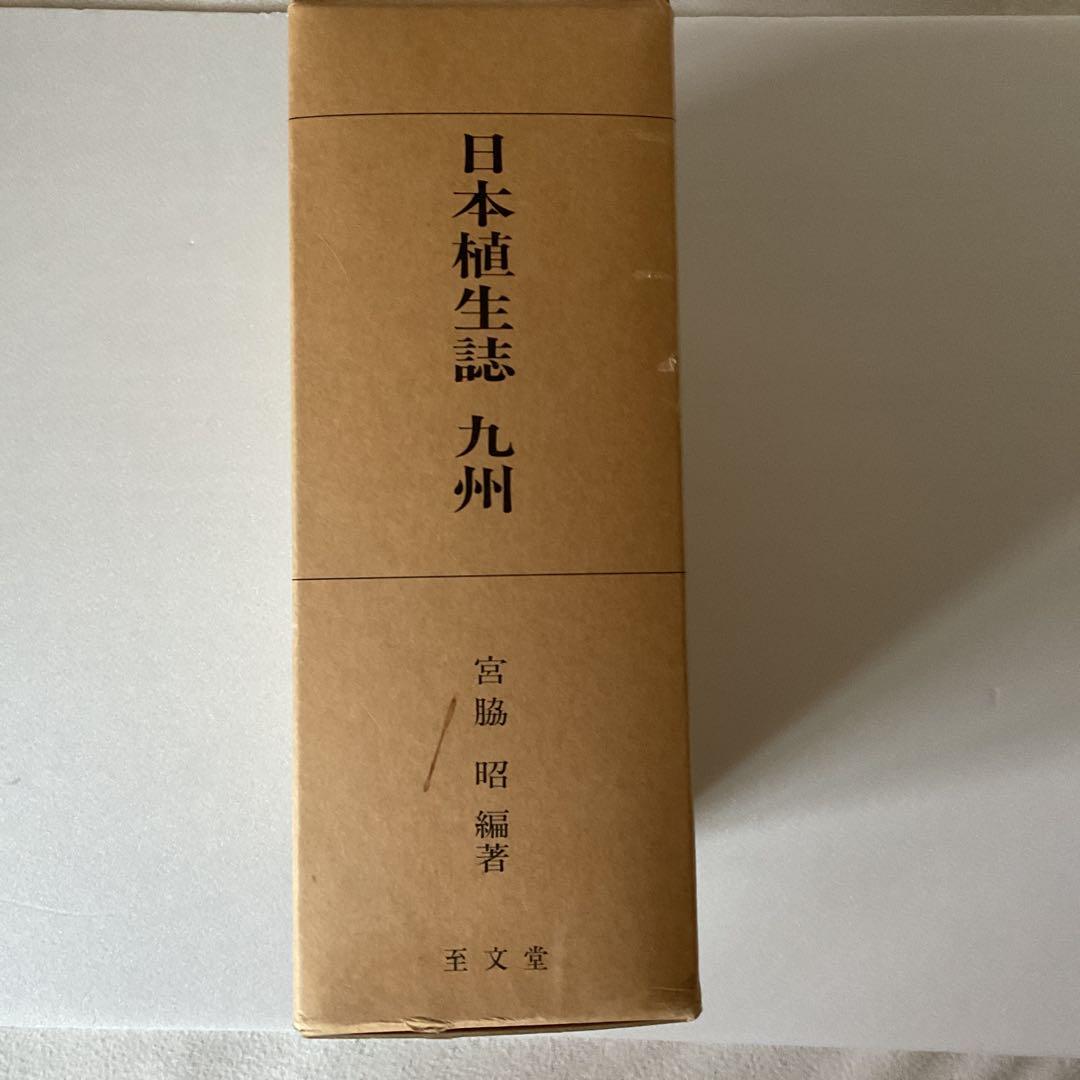 日本植生誌 九州
宮脇 昭 編著
至文堂